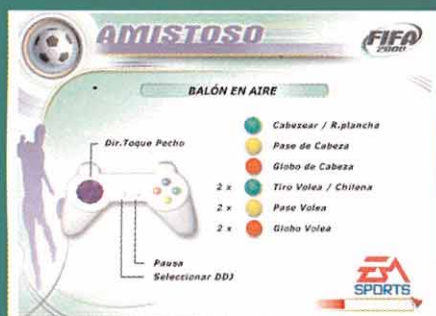 AMISTOSO
FIFA
2000
BALÓN EN AIRE
Dir.Toque Pecho
Cabezear / R.plancha
Pase de Cabeza
Globo de Cabeza
2 x Tiro Volea / Chilena
2 x Pase Volea
2 x Globo Volea
Pausa
Seleccionar DDJ
EA
SPORTS